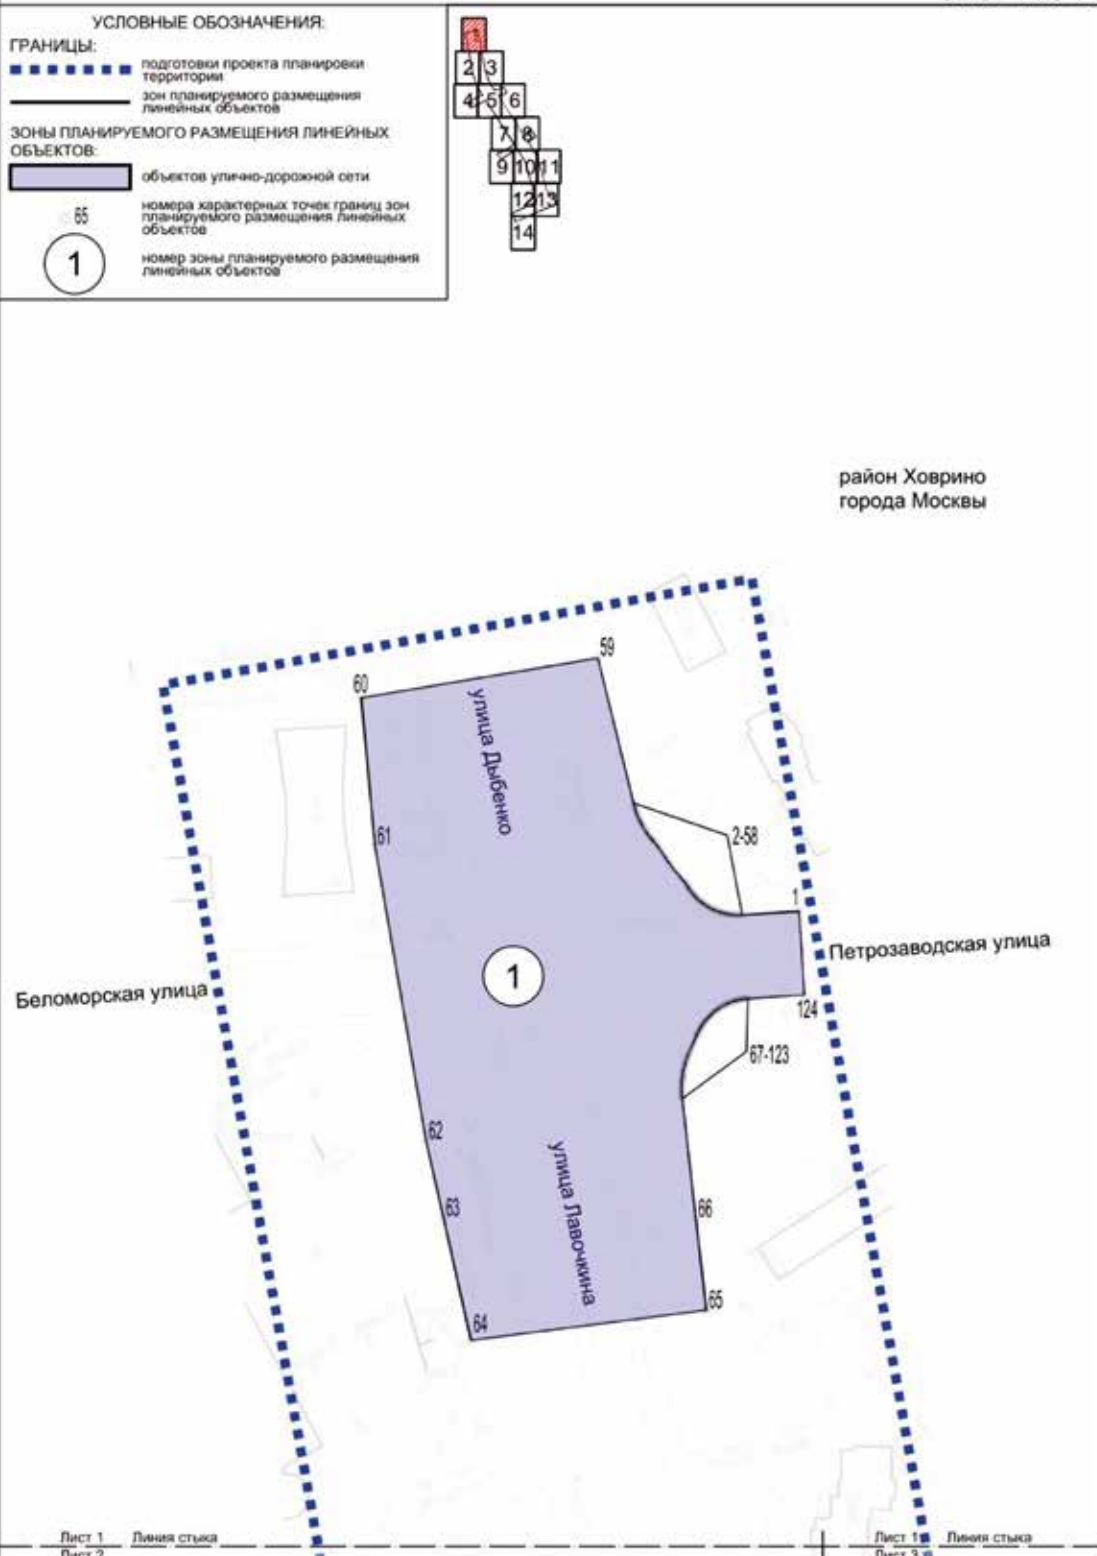 УСЛОВНЫЕ ОБОЗНАЧЕНИЯ:
ГРАНИЦЫ:
подготовки проекта планировки
территории
зон планируемого размещения
линейных объектов
ЗОНЫ ПЛАНИРУЕМОГО РАЗМЕЩЕНИЯ ЛИНЕЙНЫХ
ОБЪЕКТОВ:
объектов улично-дорожной сети
65
номера характерных точек границ зон
планируемого размещения линейных
объектов
1
номер зоны планируемого размещения
линейных объектов
1
2 3
4 5 6
7 8
9 10 11
12 13
14
район Ховрино
города Москвы
59
60
улица Дыбенко
61
2-58
1
Петрозаводская улица
1
Беломорская улица
124
67-123
62
улица Лавочкина
63
66
65
64
Лист 1 Линия стыка
Лист 2
Лист 1 Линия стыка
Лист 3